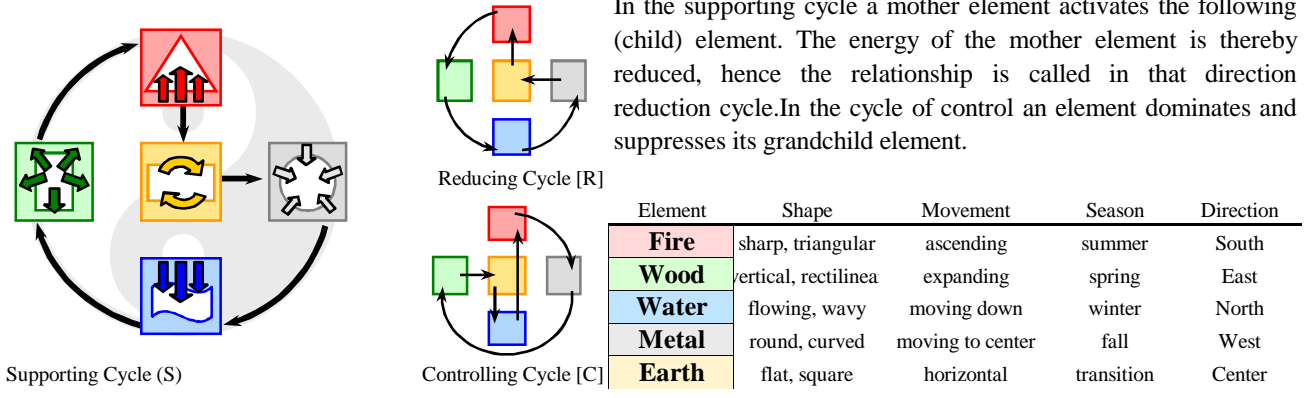 In the supporting cycle a mother element activates the following
(child) element. The energy of the mother element is thereby
reduced, hence the relationship is called in that direction
reduction cycle.In the cycle of control an element dominates and
suppresses its grandchild element.
Reducing Cycle [R]
Supporting Cycle (S)
Controlling Cycle [C]
Element Shape Movement Season Direction
Fire sharp, triangular ascending summer South
Wood vertical, rectilinear expanding spring East
Water flowing, wavy moving down winter North
Metal round, curved moving to center fall West
Earth flat, square horizontal transition Center